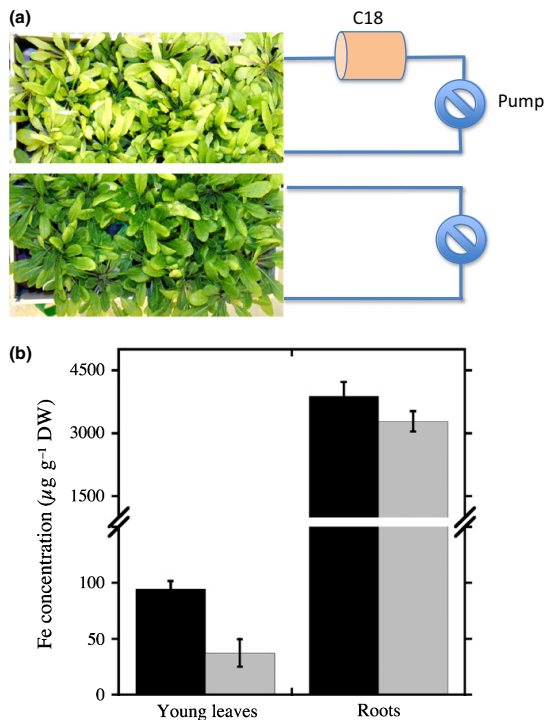 (a)
C18
Pump
(b)
Fe concentration (µg g⁻¹ DW)
4500
3000
1500
100
50
0
Young leaves
Roots